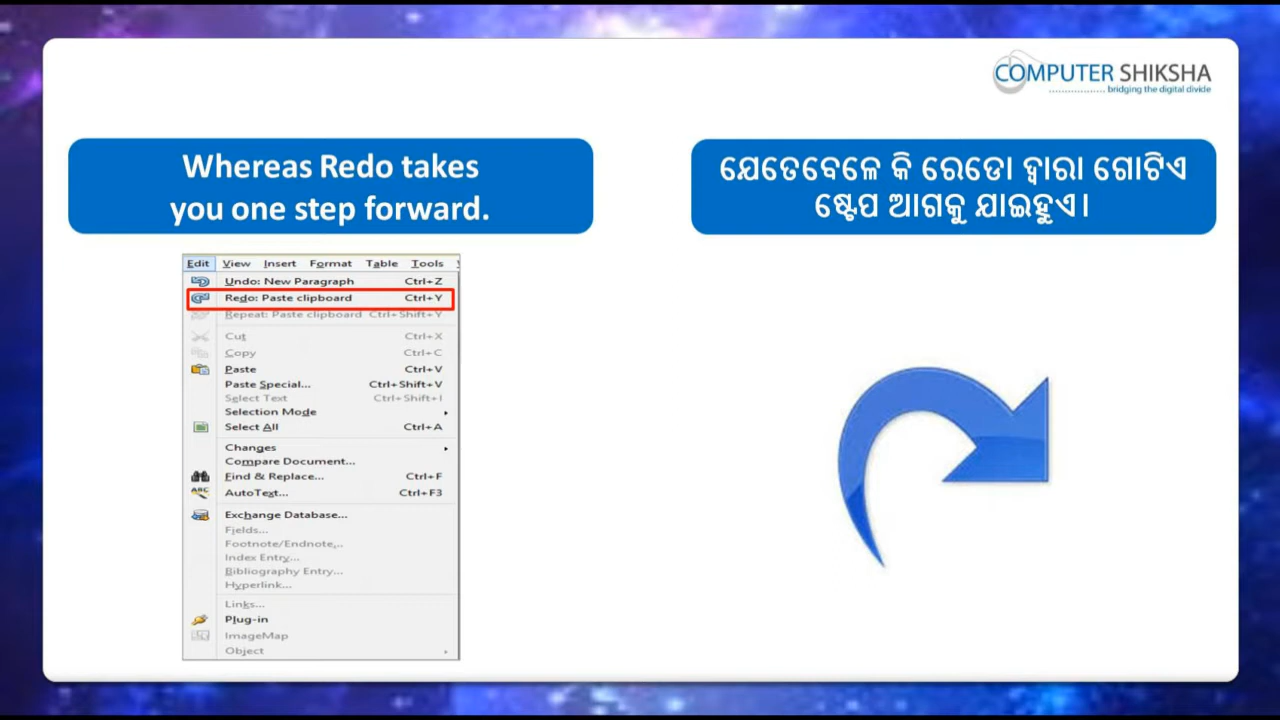 COMPUTER SHIKSHA
bridging the digital divide
Whereas Redo takes
you one step forward.
ଯେତେବେଳେ କି ରେଡୋ ଦ୍ୱାରା ଗୋଟିଏ
ଷ୍ଟେପ ଆଗକୁ ଯାଇହୁଏ।
Edit View Insert Format Table Tools
Undo: New Paragraph Ctrl+Z
Redo: Paste clipboard Ctrl+Y
Repeat: Paste clipboard Ctrl+Shift+Y
Cut Ctrl+X
Copy Ctrl+C
Paste Ctrl+V
Paste Special... Ctrl+Shift+V
Select Text Ctrl+Shift+I
Selection Mode
Select All Ctrl+A
Changes
Compare Document...
Find & Replace... Ctrl+F
ABC
AutoText... Ctrl+F3
Exchange Database...
Fields...
Footnote/Endnote...
Index Entry...
Bibliography Entry...
Hyperlink...
Links...
Plug-in
ImageMap
Object